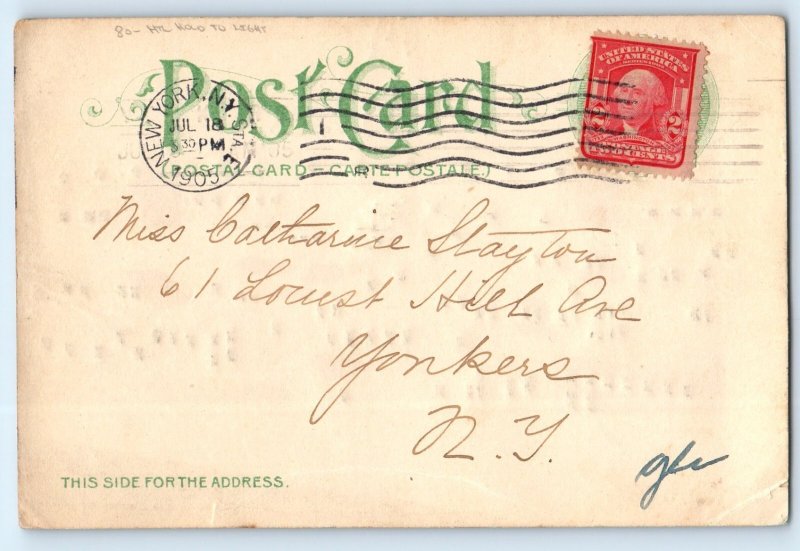 80- HTL HOLD TO LIGHT
Post Card
NEW YORK, N.Y. STA. E
JUL 18
3 30 PM
1905
(POSTAL CARD — CARTE POSTALE.)
UNITED STATES
OF AMERICA
2 2
POSTAGE
TWO CENTS
Miss Catharine Stayton
61 Locust Hill Ave
Yonkers
N.Y.
THIS SIDE FOR THE ADDRESS.